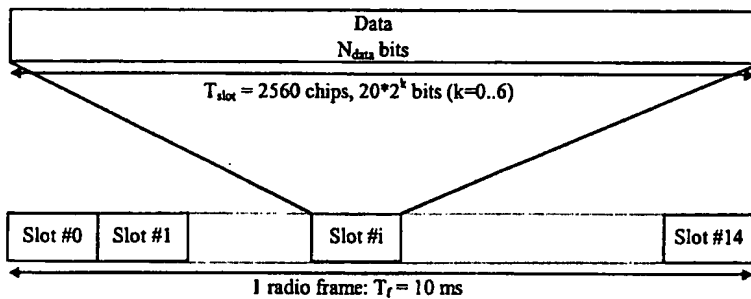 Data
N_data bits
T_slot = 2560 chips, 20*2^k bits (k=0..6)
Slot #0 Slot #1 Slot #i Slot #14
1 radio frame: T_f = 10 ms